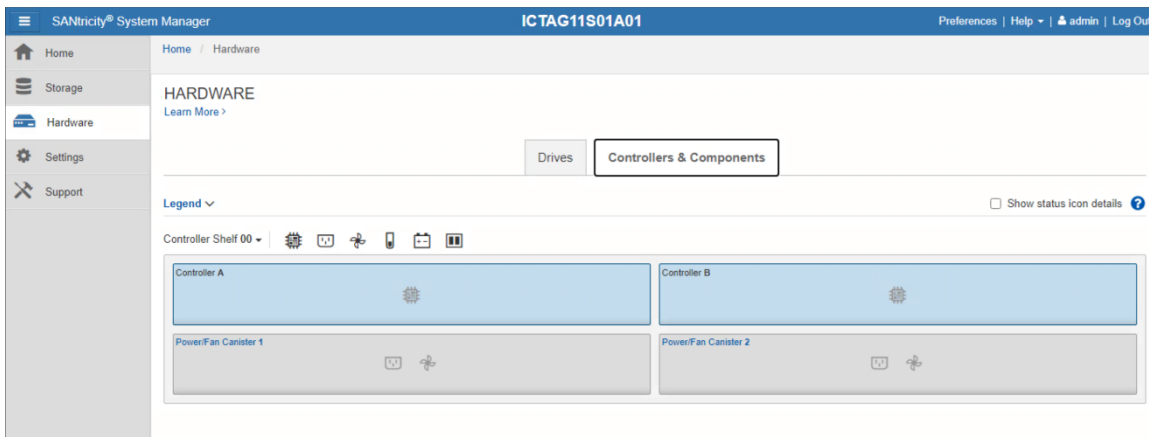 SANtricity® System Manager
ICTAG11S01A01
Preferences | Help | admin | Log Out
Home
Storage
Hardware
Settings
Support
Home / Hardware
HARDWARE
Learn More >
Drives
Controllers & Components
Legend
Show status icon details ?
Controller Shelf 00
Controller A
Controller B
Power/Fan Canister 1
Power/Fan Canister 2